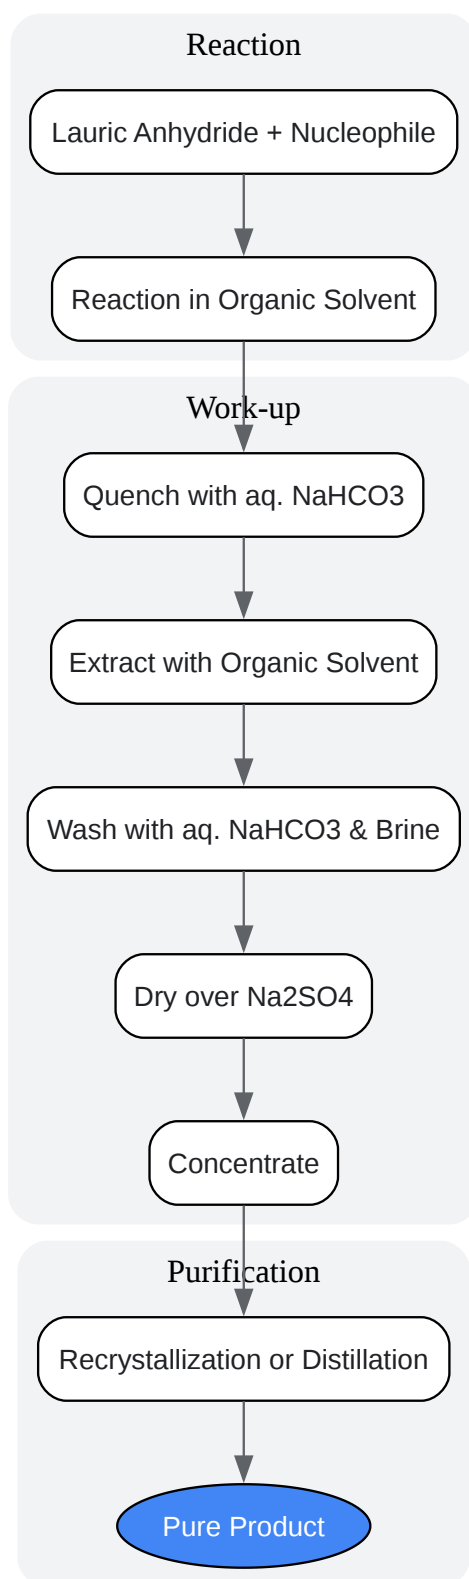 Reaction
Lauric Anhydride + Nucleophile
Reaction in Organic Solvent
Work-up
Quench with aq. NaHCO3
Extract with Organic Solvent
Wash with aq. NaHCO3 & Brine
Dry over Na2SO4
Concentrate
Purification
Recrystallization or Distillation
Pure Product